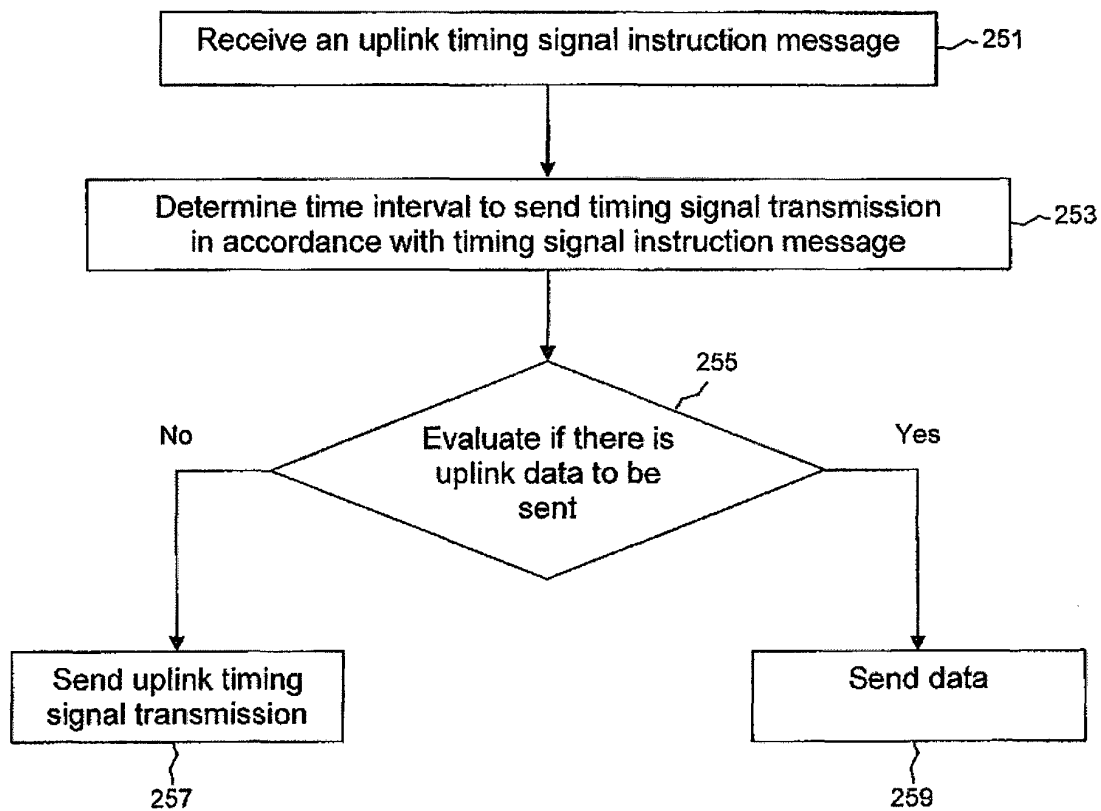 Receive an uplink timing signal instruction message
251
Determine time interval to send timing signal transmission
in accordance with timing signal instruction message
253
255
No
Evaluate if there is
uplink data to be
sent
Yes
Send uplink timing
signal transmission
Send data
257
259